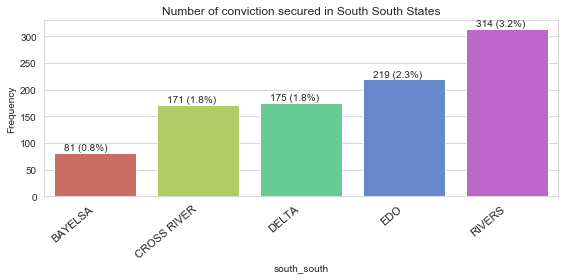 Number of conviction secured in South South States
Frequency
300
250
200
150
100
50
0
81 (0.8%)
171 (1.8%)
175 (1.8%)
219 (2.3%)
314 (3.2%)
BAYELSA
CROSS RIVER
DELTA
EDO
RIVERS
south_south